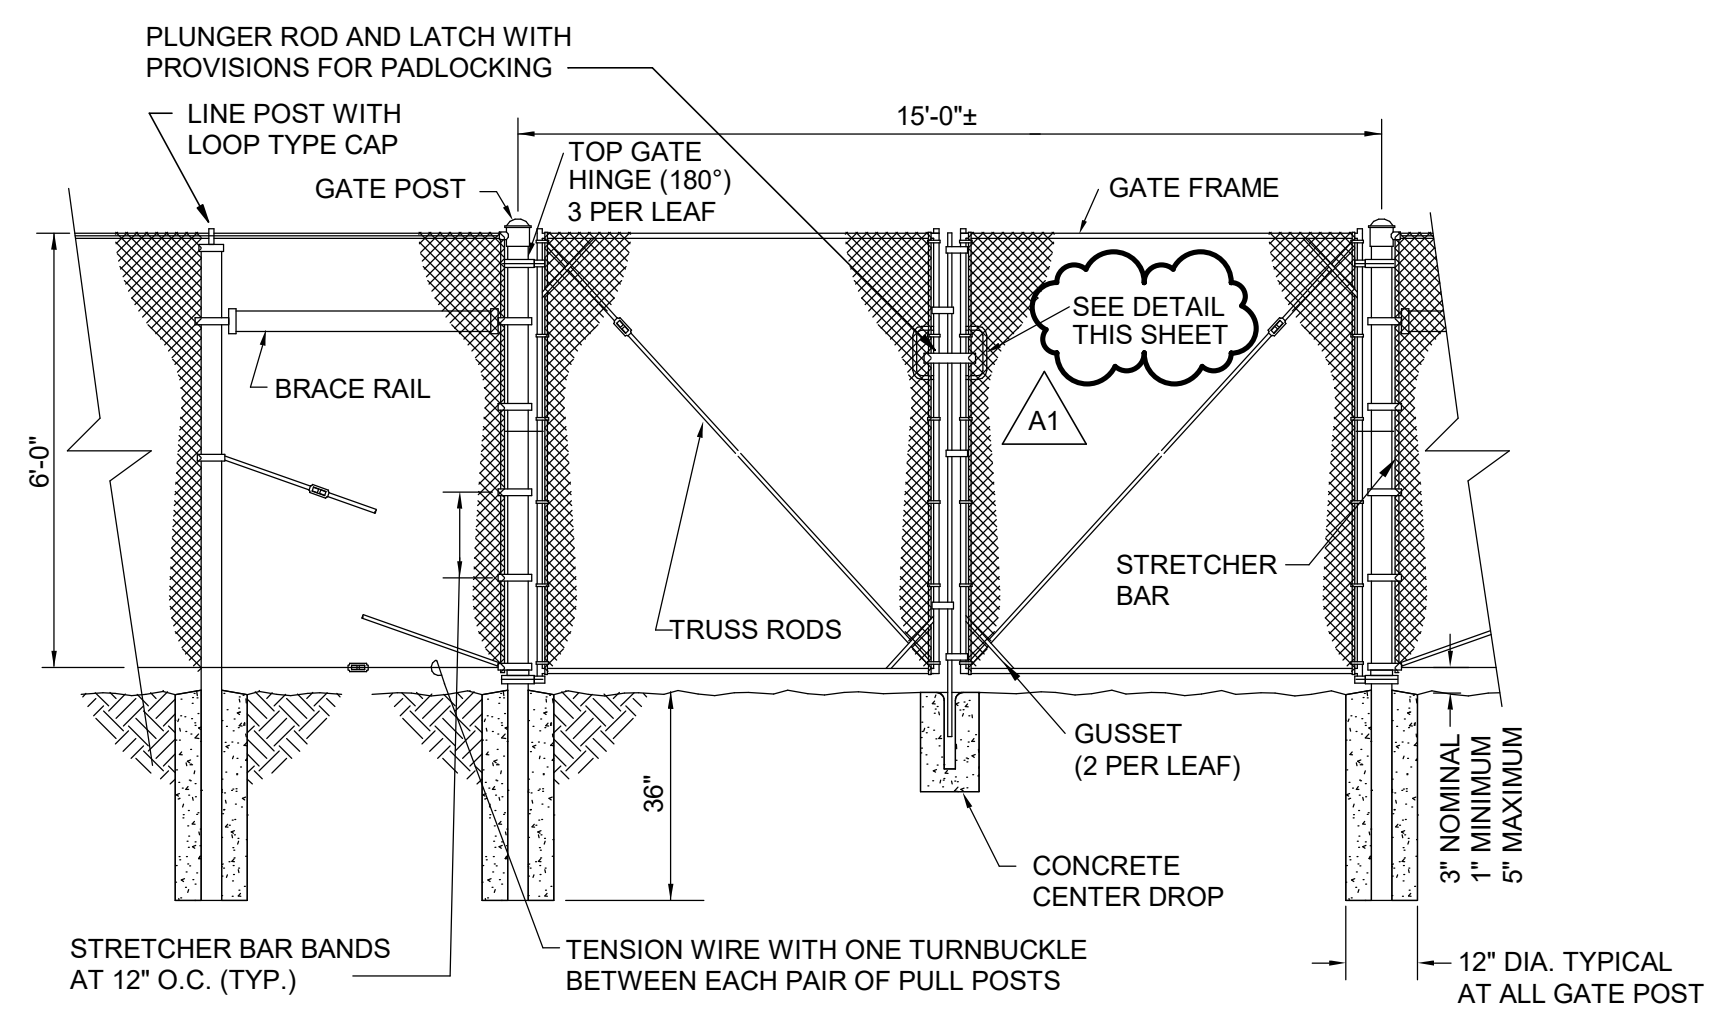 PLUNGER ROD AND LATCH WITH
PROVISIONS FOR PADLOCKING
LINE POST WITH
LOOP TYPE CAP
15'-0"±
TOP GATE
HINGE (180°)
3 PER LEAF
GATE POST
GATE FRAME
SEE DETAIL
THIS SHEET
BRACE RAIL
A1
6'-0"
STRETCHER
BAR
TRUSS RODS
GUSSET
(2 PER LEAF)
36"
3" NOMINAL
1" MINIMUM
5" MAXIMUM
CONCRETE
CENTER DROP
STRETCHER BAR BANDS
AT 12" O.C. (TYP.)
TENSION WIRE WITH ONE TURNBUCKLE
BETWEEN EACH PAIR OF PULL POSTS
12" DIA. TYPICAL
AT ALL GATE POST